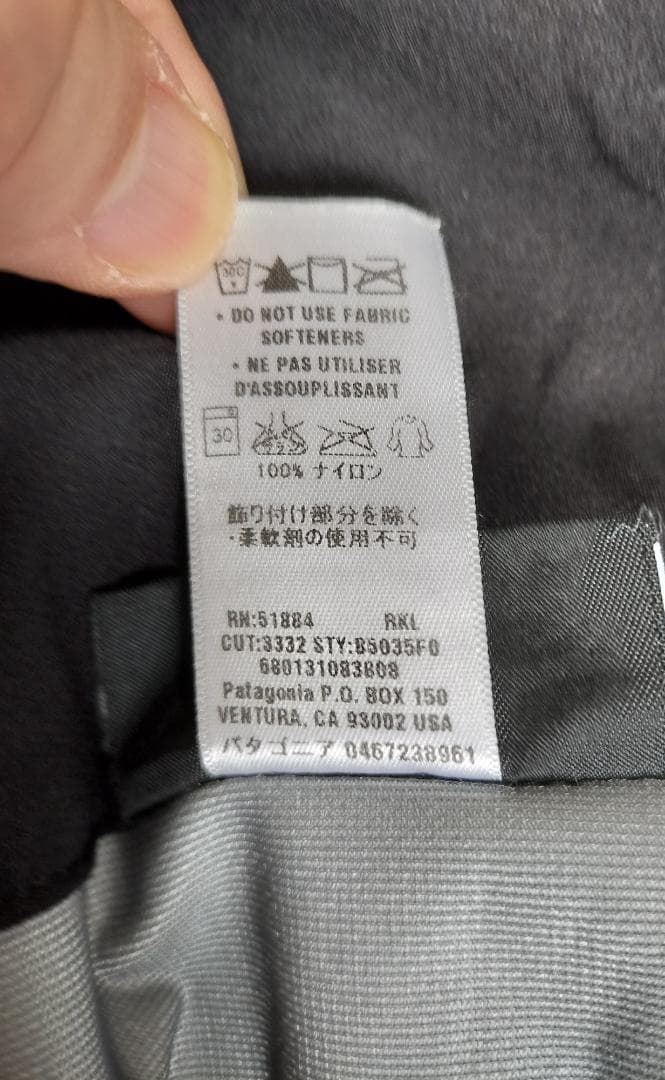 30C
• DO NOT USE FABRIC
SOFTENERS
• NE PAS UTILISER
D'ASSOUPLISSANT
30
100% ナイロン
飾り付け部分を除く
・柔軟剤の使用不可
RN:51884 RKL
CUT:3332 STY:85035F0
680131083808
Patagonia P.O. BOX 150
VENTURA, CA 93002 USA
パタゴニア 0467238961